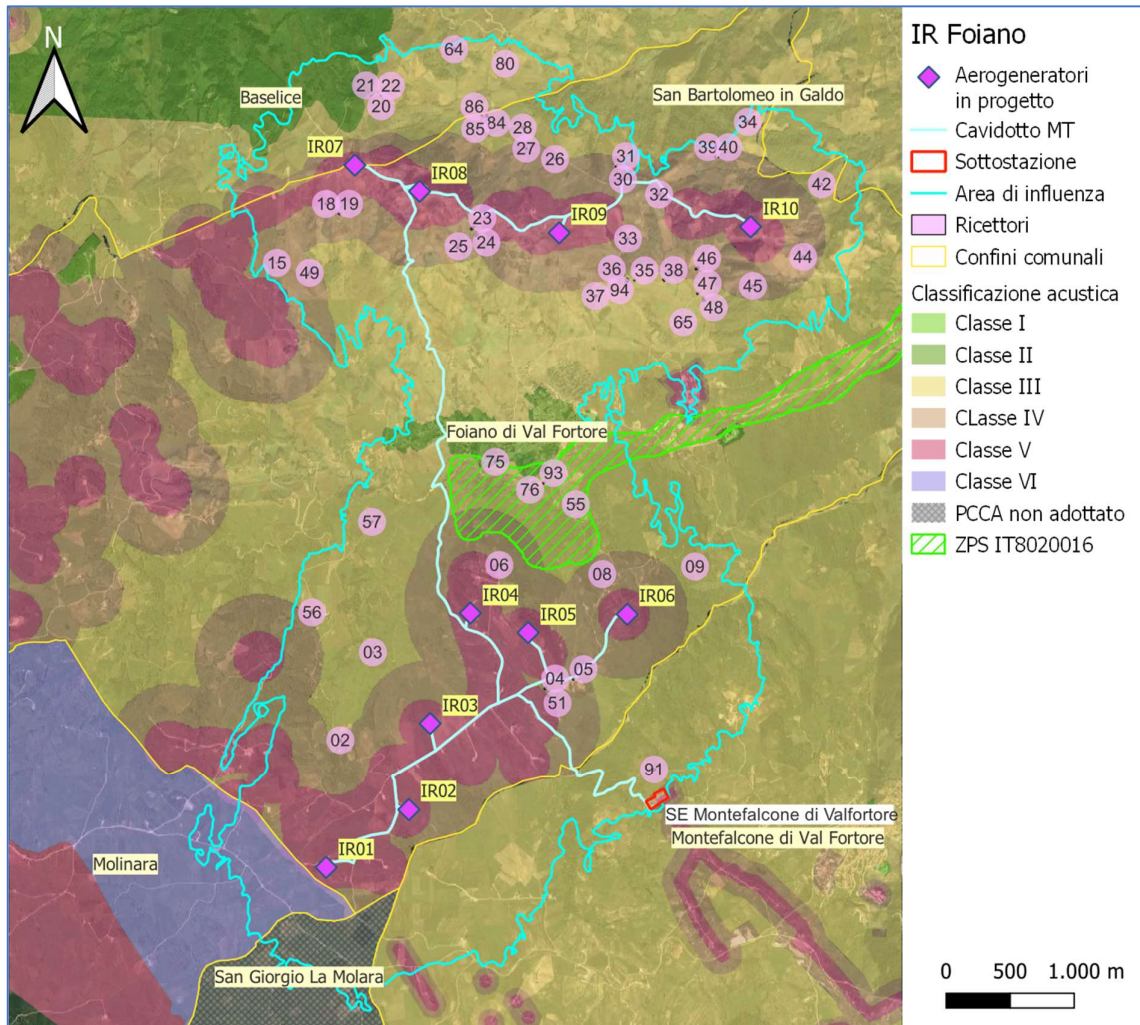 N
64
80
21
22
20
Baselice
San Bartolomeo in Galdo
86
84
85
28
27
26
34
39
40
31
30
32
42
IR07
IR08
18
19
23
25
24
IR09
33
IR10
44
15
49
36
35
38
46
94
37
47
45
48
65
Foiano di Val Fortore
75
93
76
55
57
06
08
09
IR04
IR05
IR06
56
03
04
05
51
IR03
02
91
IR02
SE Montefalcone di Valfortore
Montefalcone di Val Fortore
Molinara
IR01
San Giorgio La Molara
IR Foiano
Aerogeneratori
in progetto
Cavidotto MT
Sottostazione
Area di influenza
Ricettori
Confini comunali
Classificazione acustica
Classe I
Classe II
Classe III
CLasse IV
Classe V
Classe VI
PCCA non adottato
ZPS IT8020016
0 500 1.000 m